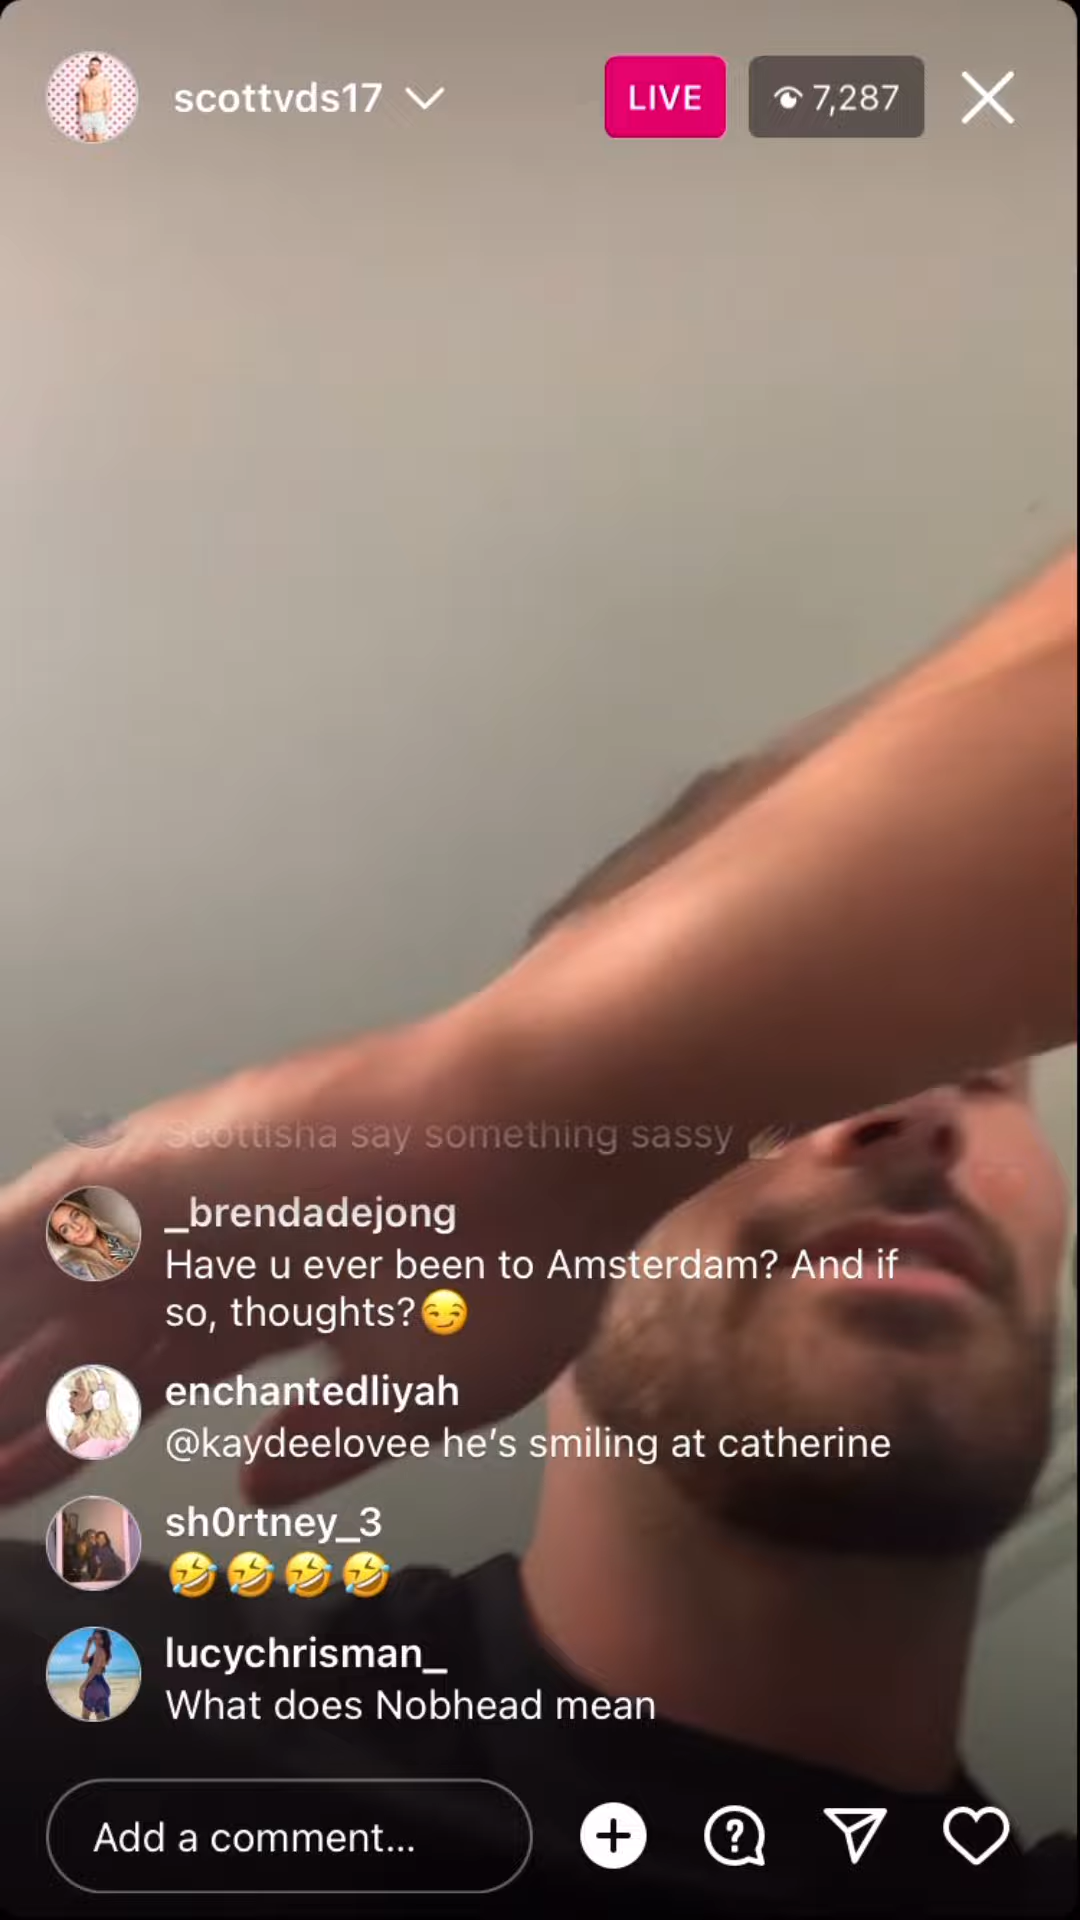 scottvds17
LIVE
7,287
Scottisha say something sassy
_brendadejong
Have u ever been to Amsterdam? And if
so, thoughts?😏
enchantedliyah
@kaydeelovee he's smiling at catherine
sh0rtney_3
🤣🤣🤣🤣
lucychrisman_
What does Nobhead mean
Add a comment...